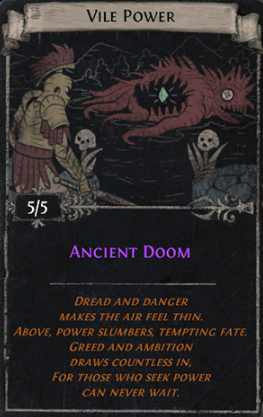 Vile Power
5/5
Ancient Doom
Dread and danger
makes the air feel thin.
Above, power slumbers, tempting fate.
Greed and ambition
draws countless in,
For those who seek power
can never wait.